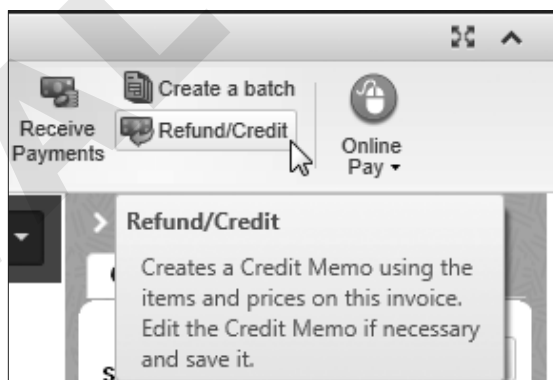 Create a batch
Receive
Payments
Refund/Credit
Online
Pay
Refund/Credit
Creates a Credit Memo using the
items and prices on this invoice.
Edit the Credit Memo if necessary
and save it.